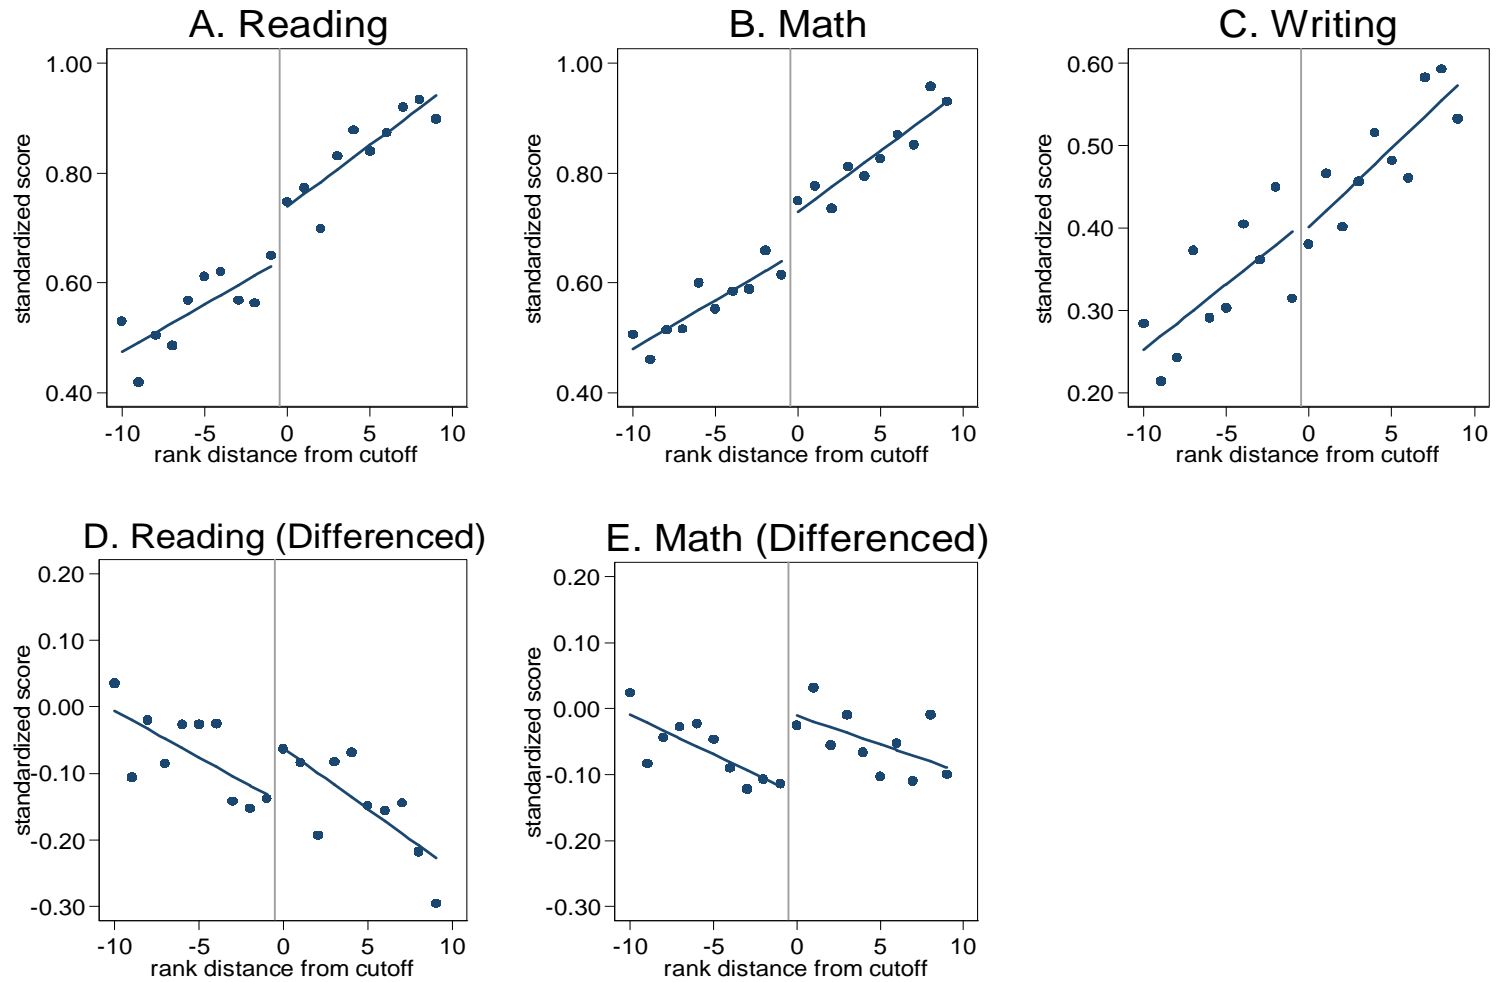 A. Reading
B. Math
C. Writing
standardized score
1.00
0.80
0.60
0.40
-10 -5 0 5 10
rank distance from cutoff
standardized score
1.00
0.80
0.60
0.40
-10 -5 0 5 10
rank distance from cutoff
standardized score
0.60
0.50
0.40
0.30
0.20
-10 -5 0 5 10
rank distance from cutoff
D. Reading (Differenced)
E. Math (Differenced)
standardized score
0.20
0.10
0.00
-0.10
-0.20
-0.30
-10 -5 0 5 10
rank distance from cutoff
standardized score
0.20
0.10
0.00
-0.10
-0.20
-0.30
-10 -5 0 5 10
rank distance from cutoff